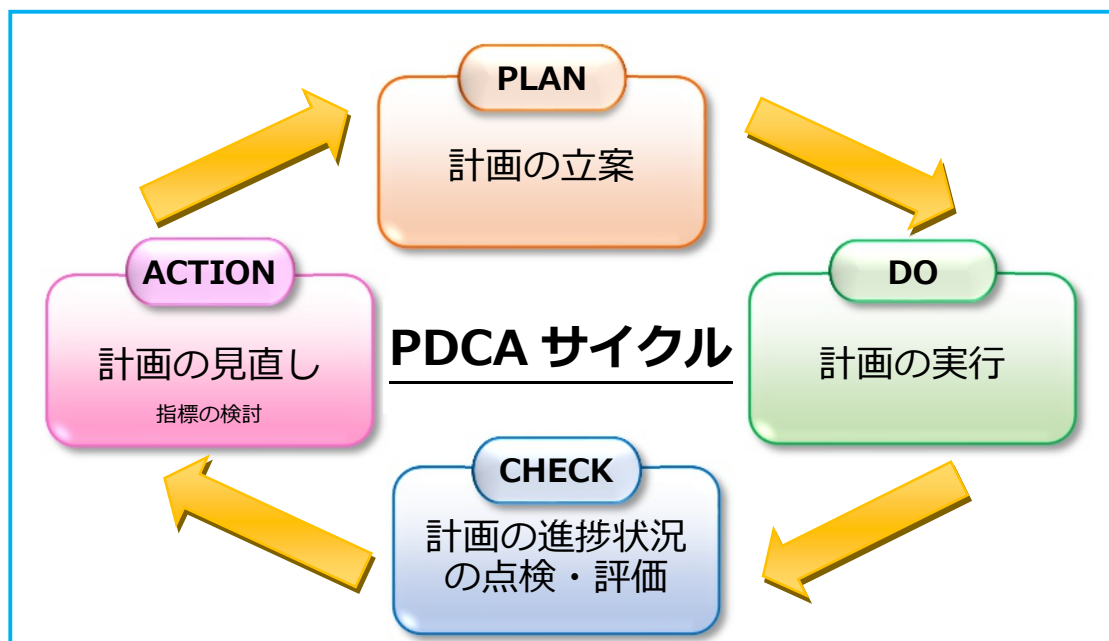 PLAN
計画の立案
DO
計画の実行
CHECK
計画の進捗状況
の点検・評価
ACTION
計画の見直し
指標の検討
PDCA サイクル